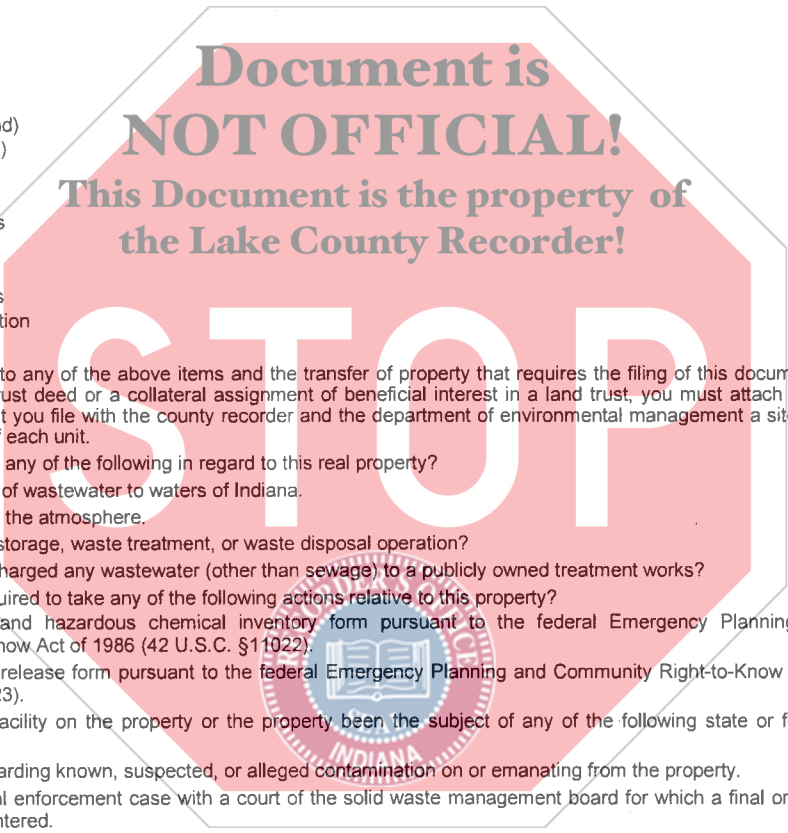 Document is
NOT OFFICIAL!
This Document is the property of
the Lake County Recorder!
STOP
to any of the above items and the transfer of property that requires the filing of this
ust deed or a collateral assignment of beneficial interest in a land trust, you must attach
t you file with the county recorder and the department of environmental management a
each unit.
any of the following in regard to this real property?
of wastewater to waters of Indiana.
the atmosphere.
storage, waste treatment, or waste disposal operation?
harged any wastewater (other than sewage) to a publicly owned treatment works?
uired to take any of the following actions relative to this property?
and hazardous chemical inventory form pursuant to the federal Emergency Planning
now Act of 1986 (42 U.S.C. §11022).
release form pursuant to the federal Emergency Planning and Community Right-to-Know
23).
acility on the property or the property been the subject of any of the following state or
arding known, suspected, or alleged contamination on or emanating from the property.
al enforcement case with a court of the solid waste management board for which a final
ntered.
RECORDER'S OFFICE
SEAL
INDIANA